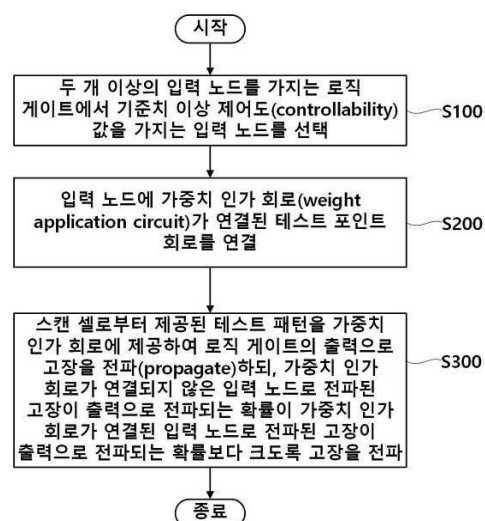 시작
두 개 이상의 입력 노드를 가지는 로직
게이트에서 기준치 이상 제어도(controllability)
값을 가지는 입력 노드를 선택
S100
입력 노드에 가중치 인가 회로(weight
application circuit)가 연결된 테스트 포인트
회로를 연결
S200
스캔 셀로부터 제공된 테스트 패턴을 가중치
인가 회로에 제공하여 로직 게이트의 출력으로
고장을 전파(propagate)하되, 가중치 인가
회로가 연결되지 않은 입력 노드로 전파된
고장이 출력으로 전파되는 확률이 가중치 인가
회로가 연결된 입력 노드로 전파된 고장이
출력으로 전파되는 확률보다 크도록 고장을 전파
S300
종료